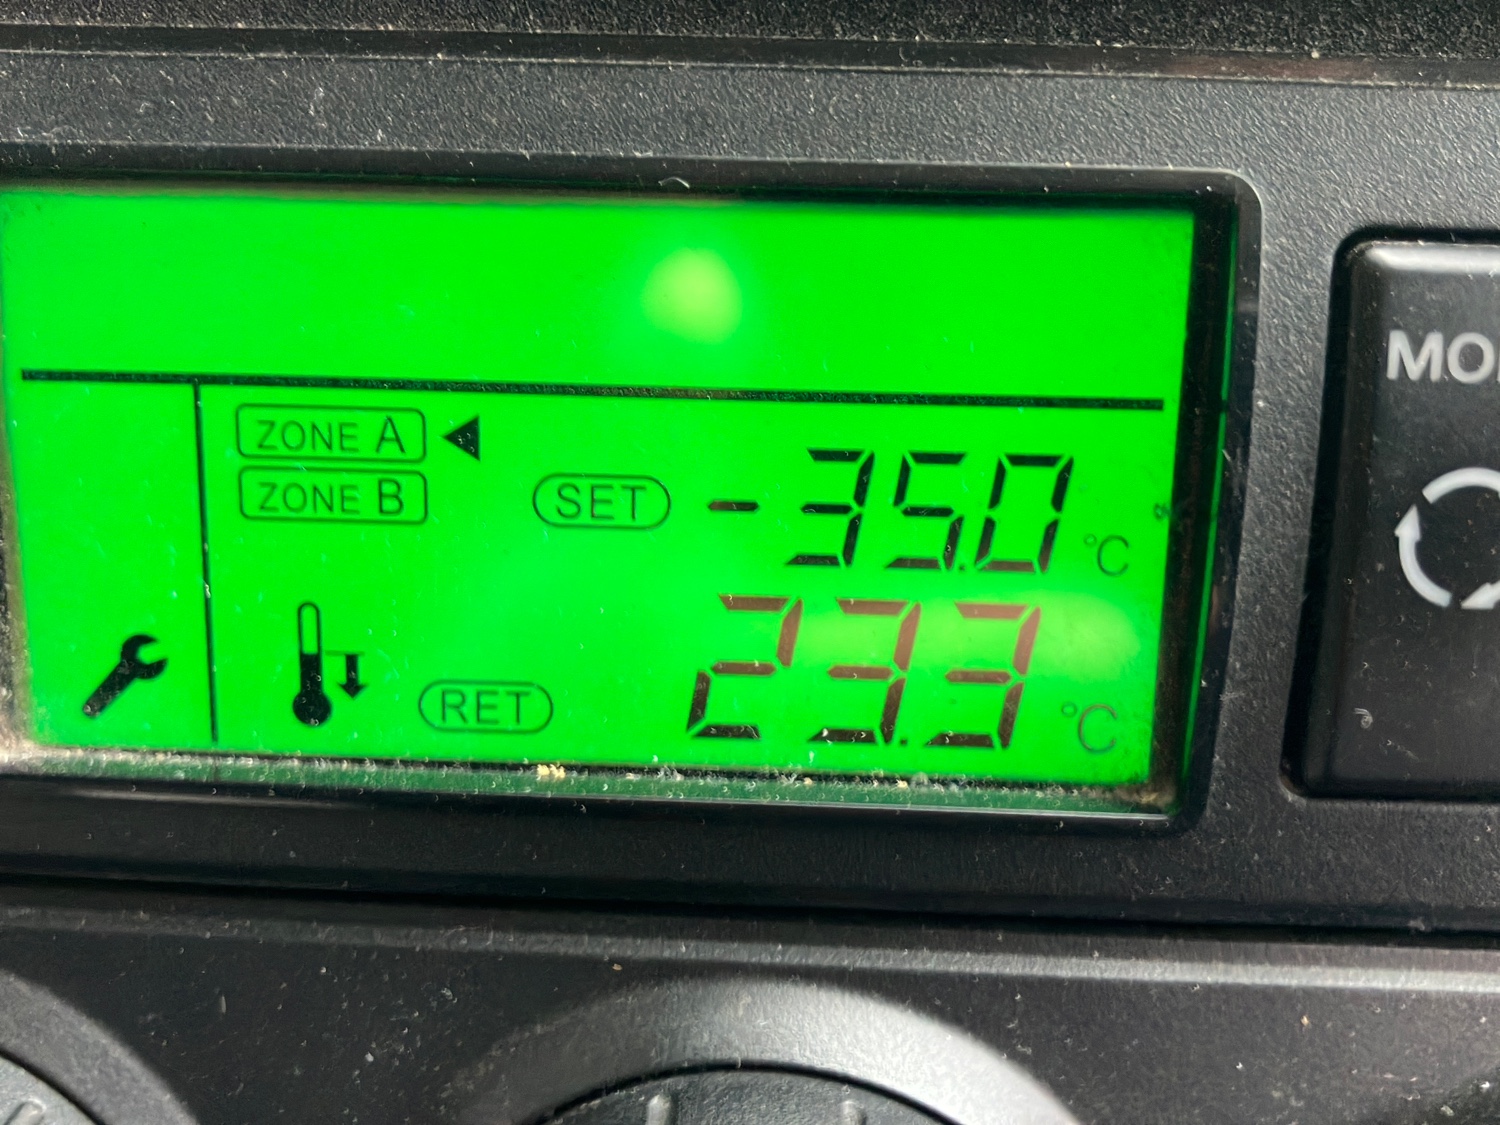 ZONE A
ZONE B
SET -35.0 °C
RET 23.3 °C
MO